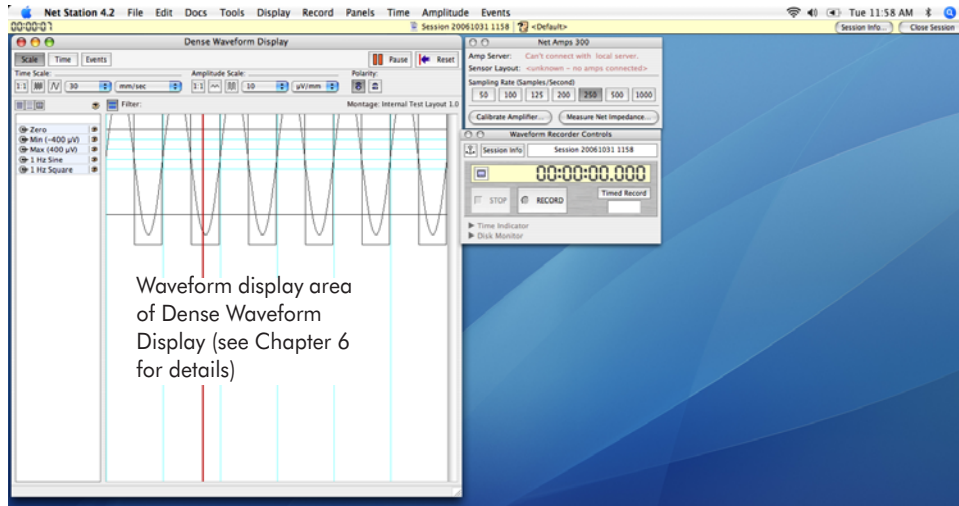 Net Station 4.2 File Edit Docs Tools Display Record Panels Time Amplitude Events Tue 11:58 AM
00:00:07 Session 20061031 1158 <Default> Session Info... Close Session
Dense Waveform Display
Scale Time Events Pause Reset
Time Scale: Amplitude Scale: Polarity:
1:1 30 mm/sec 1:1 10 µV/mm
Filter: Montage: Internal Test Layout 1.0
Zero
Min (-400 µV)
Max (400 µV)
1 Hz Sine
1 Hz Square
Waveform display area
of Dense Waveform
Display (see Chapter 6
for details)
Net Amps 300
Amp Server: Can't connect with local server.
Sensor Layout: <unknown - no amps connected>
Sampling Rate (Samples/Second)
50 100 125 200 250 500 1000
Calibrate Amplifier... Measure Net Impedance...
Waveform Recorder Controls
Session Info Session 20061031 1158
00:00:00.000
STOP RECORD Timed Record
Time Indicator
Disk Monitor